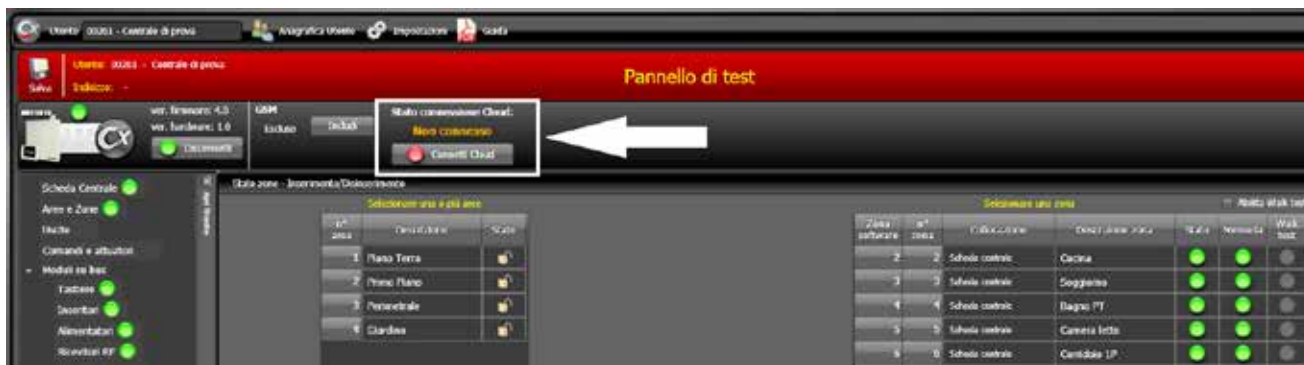 Utente 00201 - Centrale di prova Anagrafica Utente Impostazioni Guida
Utente: 00201 - Centrale di prova
Salva Indirizzo: -
Pannello di test
ver. firmware: 4.3
ver. hardware: 1.0
Disconnetti
GSM
Escluso Includi
Stato connessione Cloud:
Non connesso
Connetti Cloud
Scheda Centrale
Aree e Zone
Uscite
Comandi e attuatori
Moduli su bus
Tastiere
Inseritori
Alimentatori
Ricevitori RF
Stato zone - Inserimento/Disinserimento
Selezionare una o più aree
n° area Descrizione Stato
1 Piano Terra
2 Primo Piano
3 Perimetrale
4 Giardino
Selezionare una zona
Abilita Walk test
Zona software n° zona Collocazione Descrizione zona Stato Memoria Walk test
2 2 Scheda centrale Cucina
3 3 Scheda centrale Soggiorno
4 4 Scheda centrale Bagno PT
5 5 Scheda centrale Camera letto
6 6 Scheda centrale Corridoio 1P